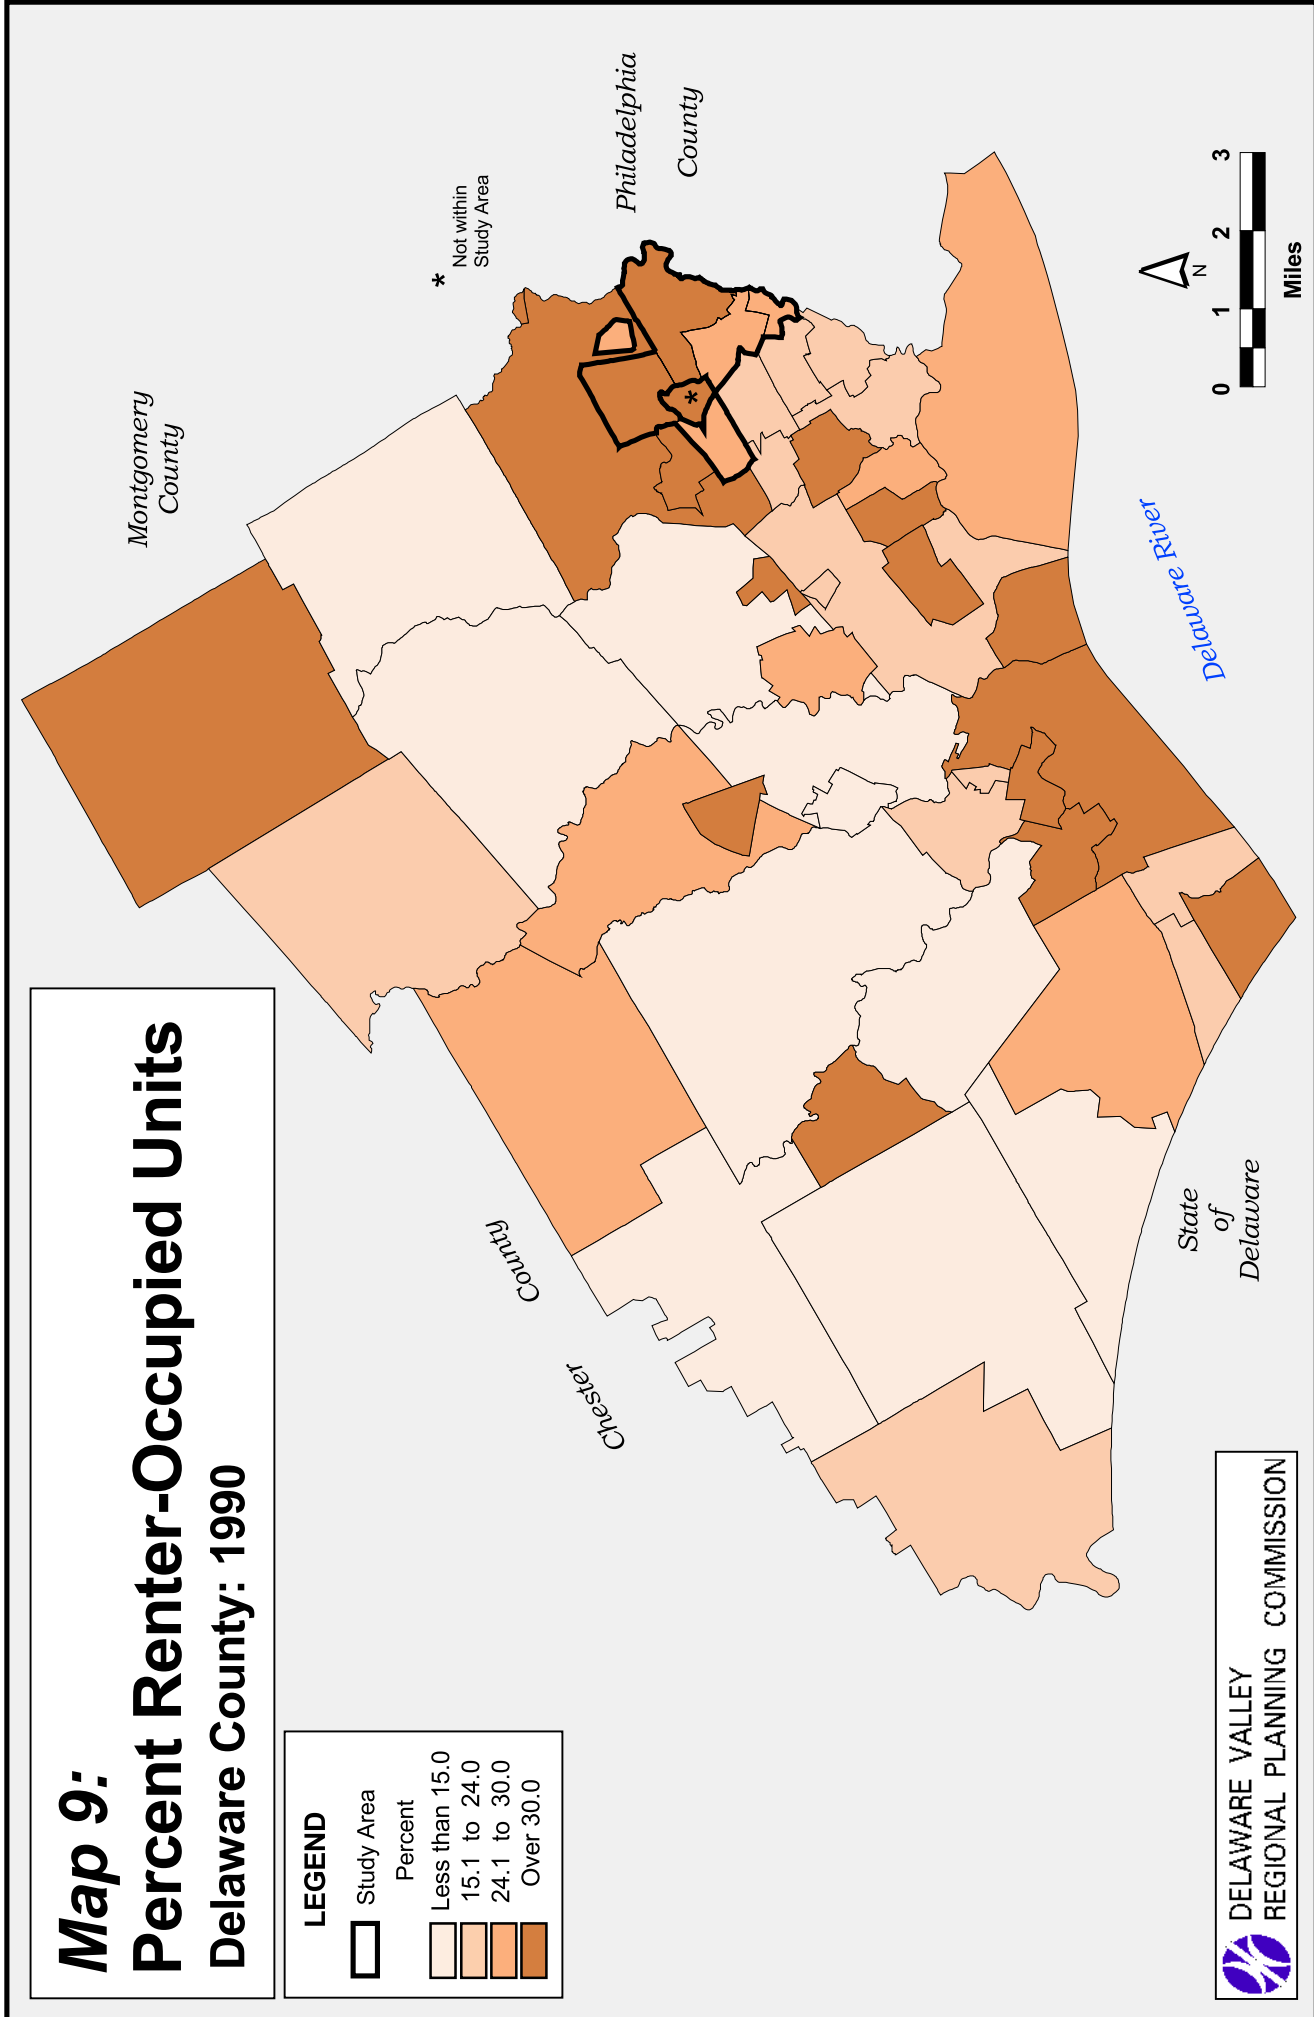 Map 9:
Percent Renter-Occupied Units
Delaware County: 1990
LEGEND
Study Area
Percent
Less than 15.0
15.1 to 24.0
24.1 to 30.0
Over 30.0
Chester County
Montgomery
County
*
Not within
Study Area
Philadelphia
County
*
Delaware River
State
of
Delaware
N
0 1 2 3
Miles
DELAWARE VALLEY
REGIONAL PLANNING COMMISSION